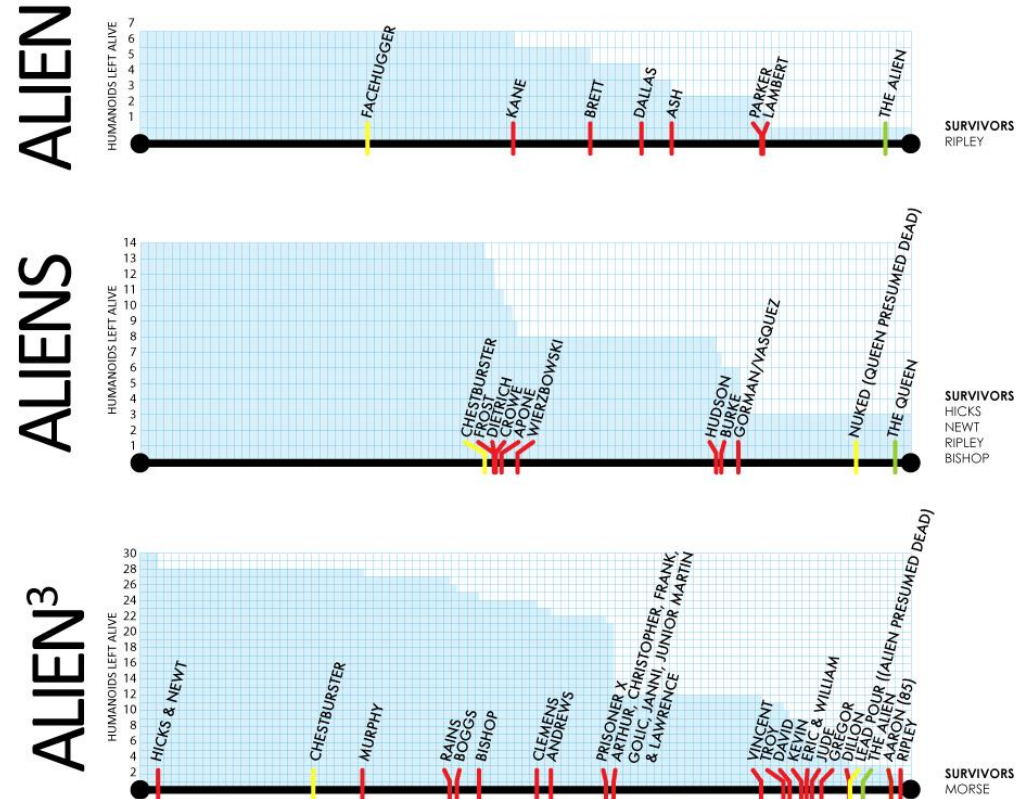 ALIEN
HUMANOIDS LEFT ALIVE
7
6
5
4
3
2
1
FACEHUGGER
KANE
BRETT
DALLAS
ASH
PARKER
LAMBERT
THE ALIEN
SURVIVORS
RIPLEY
ALIENS
HUMANOIDS LEFT ALIVE
14
13
12
11
10
9
8
7
6
5
4
3
2
1
CHESTBURSTER
FROST
DIETRICH
CROWE
APONE
WIERZBOWSKI
HUDSON
BURKE
GORMAN/VASQUEZ
NUKED (QUEEN PRESUMED DEAD)
THE QUEEN
SURVIVORS
HICKS
NEWT
RIPLEY
BISHOP
ALIEN³
HUMANOIDS LEFT ALIVE
30
28
26
24
22
20
18
16
14
12
10
8
6
4
2
HICKS & NEWT
CHESTBURSTER
MURPHY
RAINS
BOGGS
BISHOP
CLEMENS
ANDREWS
PRISONER X
ARTHUR, CHRISTOPHER, FRANK,
GOLIC, JANNI, JUNIOR MARTIN
& LAWRENCE
VINCENT
TROY
DAVID
KEVIN
ERIC & WILLIAM
JUDE
GREGOR
DILLON
LEAD POUR ((ALIEN PRESUMED DEAD)
THE ALIEN
AARON (85)
RIPLEY
SURVIVORS
MORSE